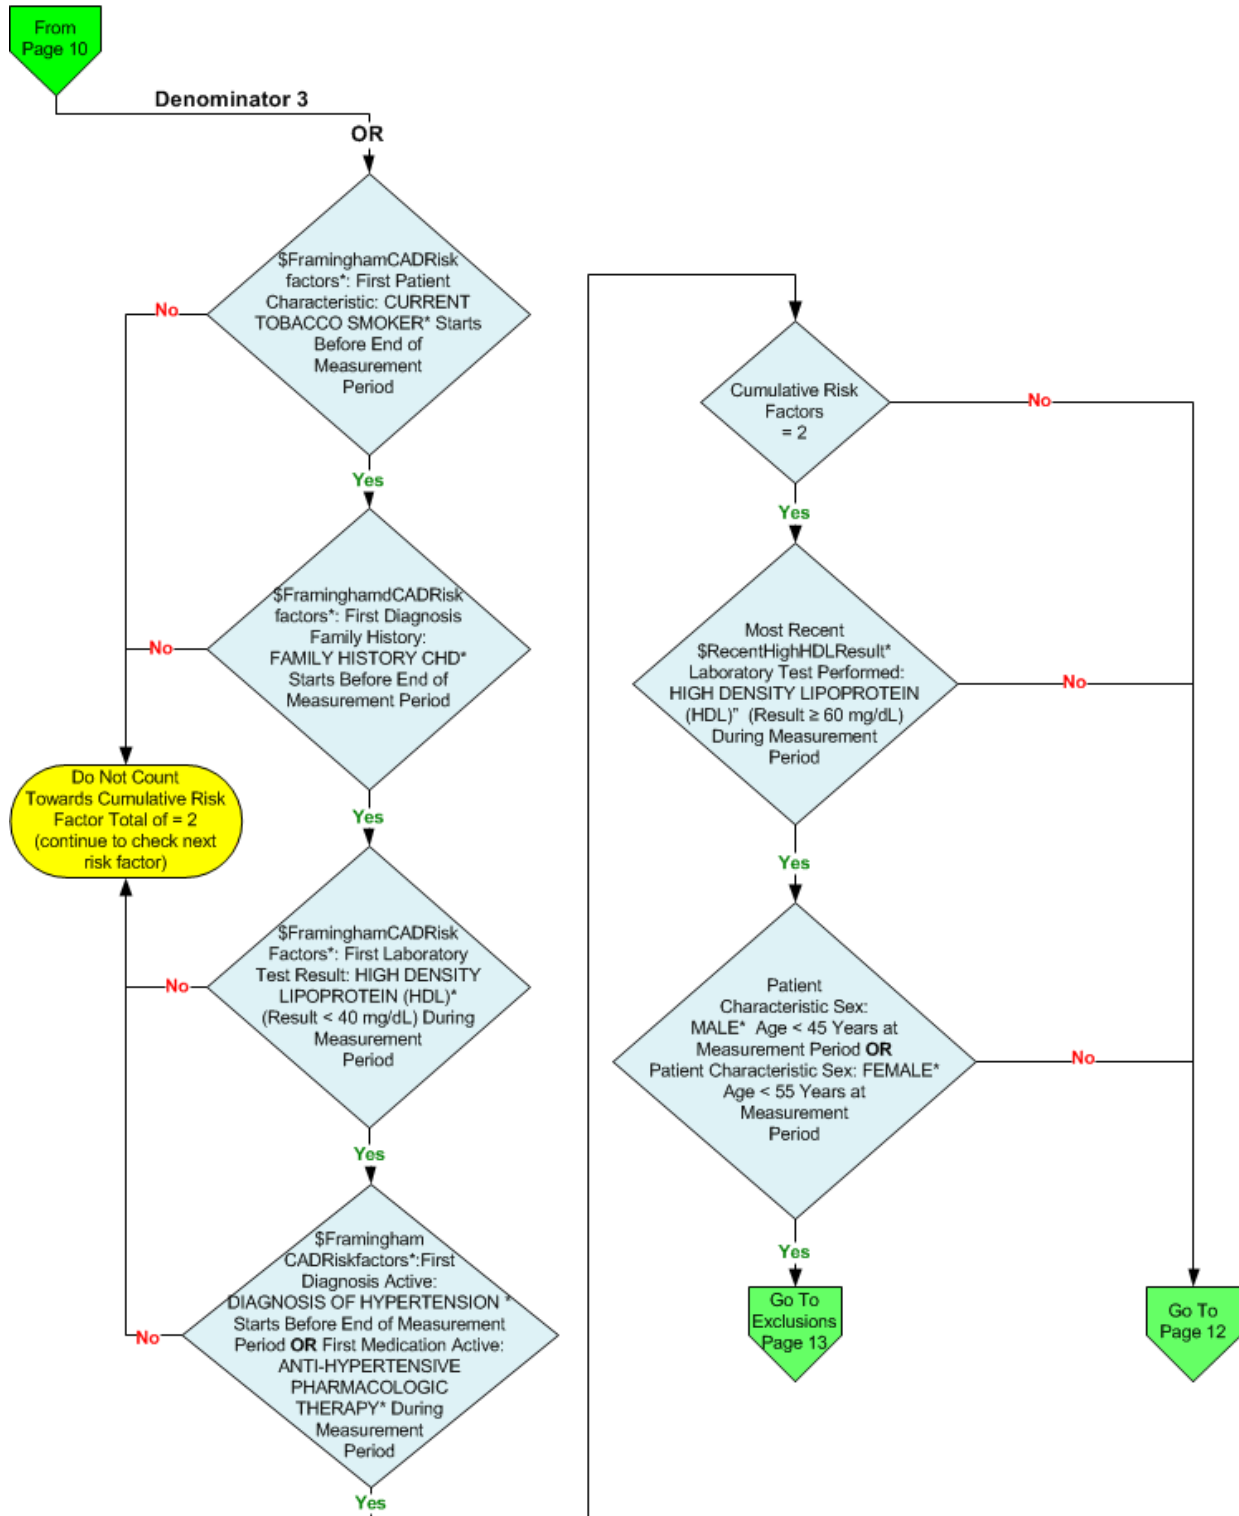 From
Page 10
Denominator 3
OR
$FraminghamCADRisk
factors*: First Patient
Characteristic: CURRENT
TOBACCO SMOKER* Starts
Before End of
Measurement
Period
No
Yes
$FraminghamdCADRisk
factors*: First Diagnosis
Family History:
FAMILY HISTORY CHD*
Starts Before End of
Measurement Period
No
Yes
Do Not Count
Towards Cumulative Risk
Factor Total of = 2
(continue to check next
risk factor)
$FraminghamCADRisk
Factors*: First Laboratory
Test Result: HIGH DENSITY
LIPOPROTEIN (HDL)*
(Result < 40 mg/dL) During
Measurement
Period
No
Yes
$Framingham
CADRiskfactors*:First
Diagnosis Active:
DIAGNOSIS OF HYPERTENSION *
Starts Before End of Measurement
Period OR First Medication Active:
ANTI-HYPERTENSIVE
PHARMACOLOGIC
THERAPY* During
Measurement
Period
No
Yes
Cumulative Risk
Factors
= 2
No
Yes
Most Recent
$RecentHighHDLResult*
Laboratory Test Performed:
HIGH DENSITY LIPOPROTEIN
(HDL)” (Result ≥ 60 mg/dL)
During Measurement
Period
No
Yes
Patient
Characteristic Sex:
MALE* Age < 45 Years at
Measurement Period OR
Patient Characteristic Sex: FEMALE*
Age < 55 Years at
Measurement
Period
No
Yes
Go To
Exclusions
Page 13
Go To
Page 12